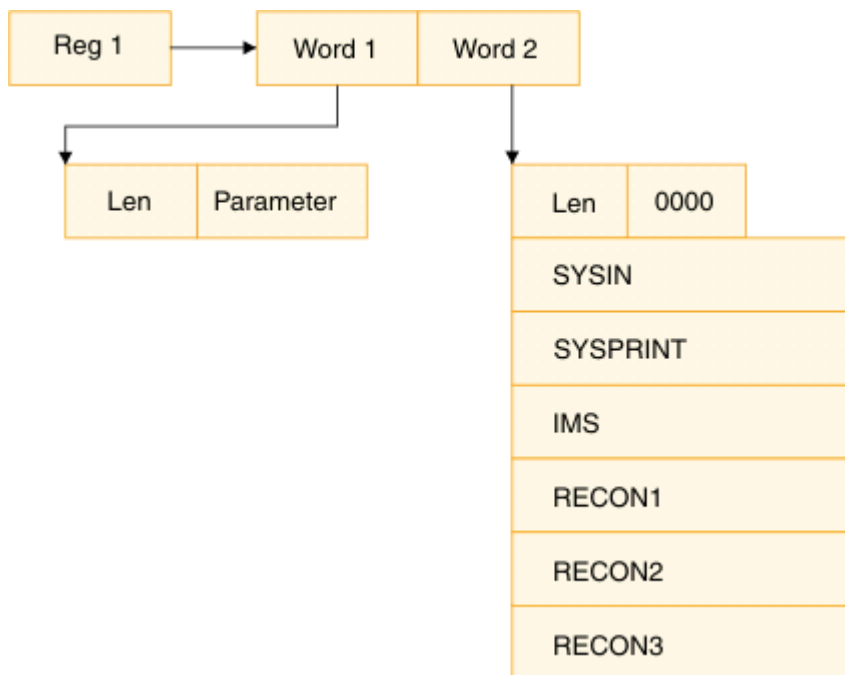 Reg 1
Word 1
Word 2
Len
Parameter
Len
0000
SYSIN
SYSPRINT
IMS
RECON1
RECON2
RECON3